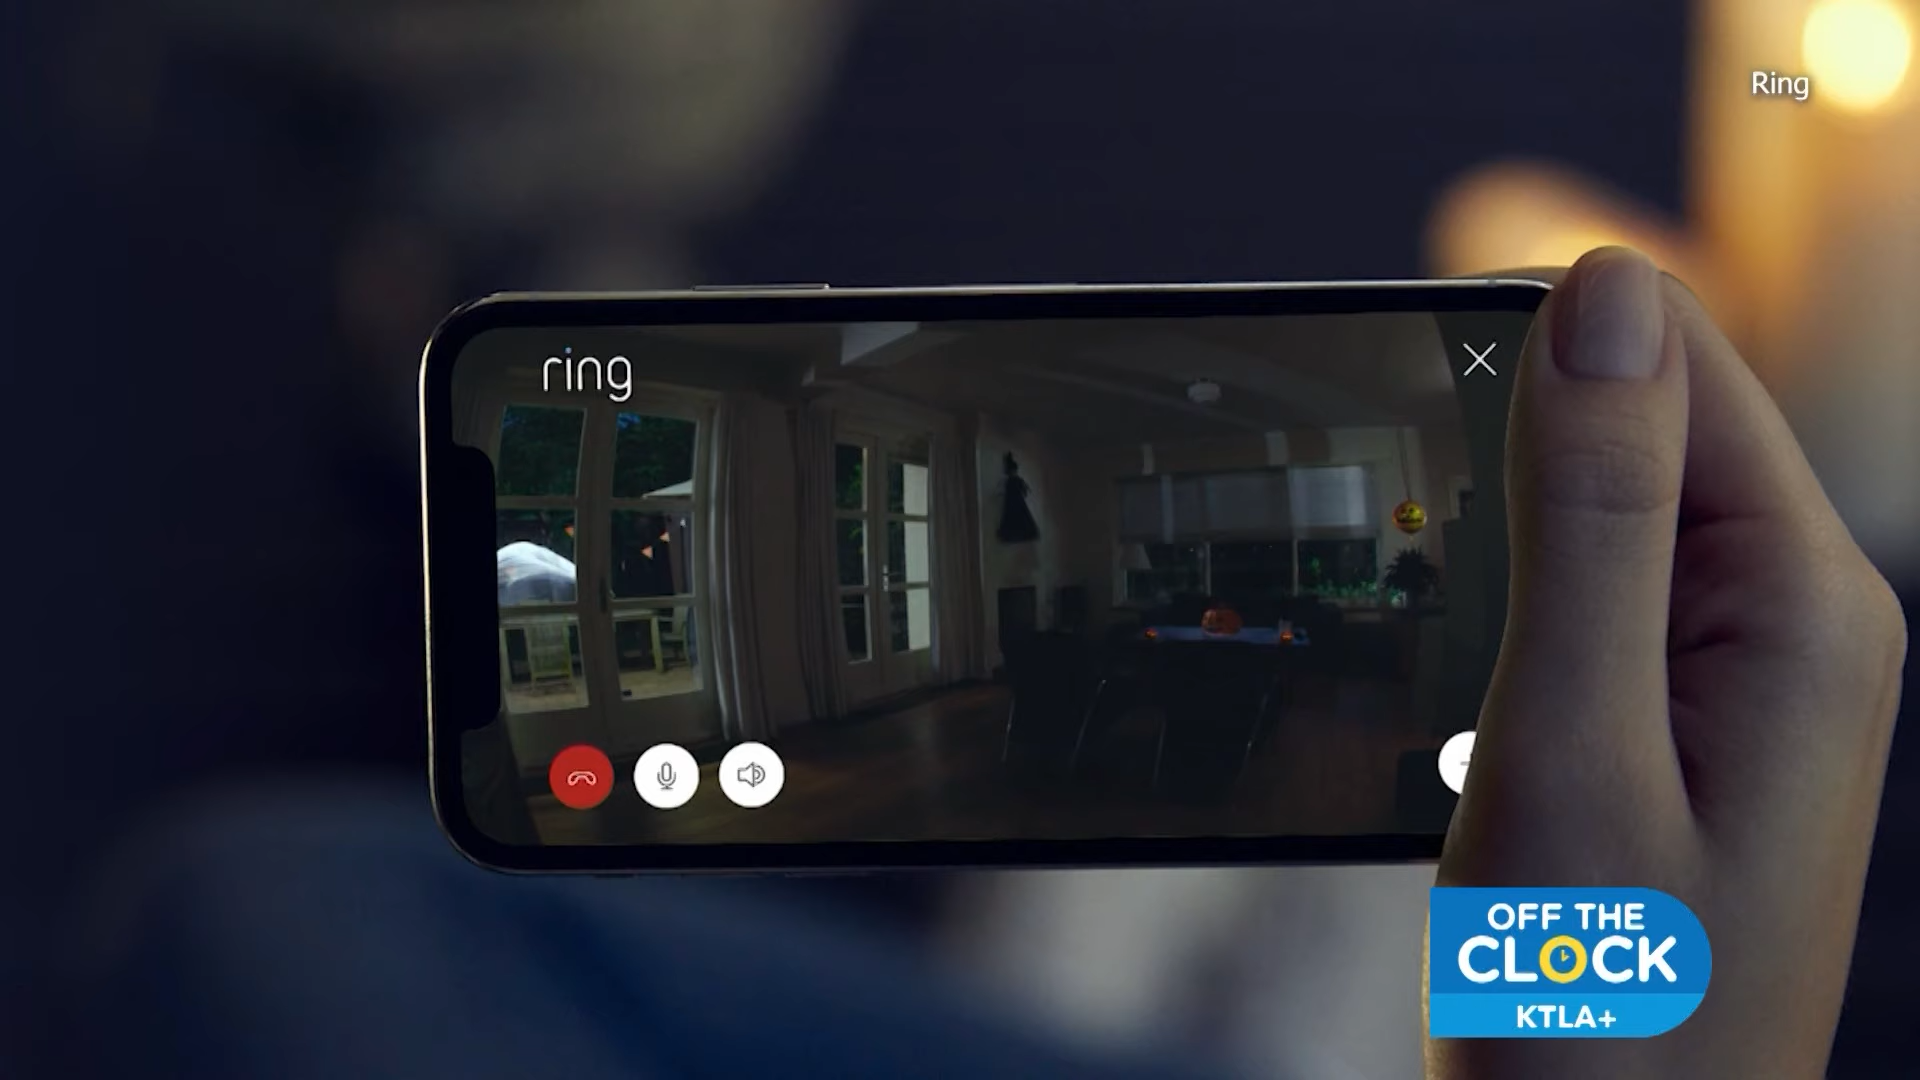 Ring
ring
OFF THE
CLOCK
KTLA+